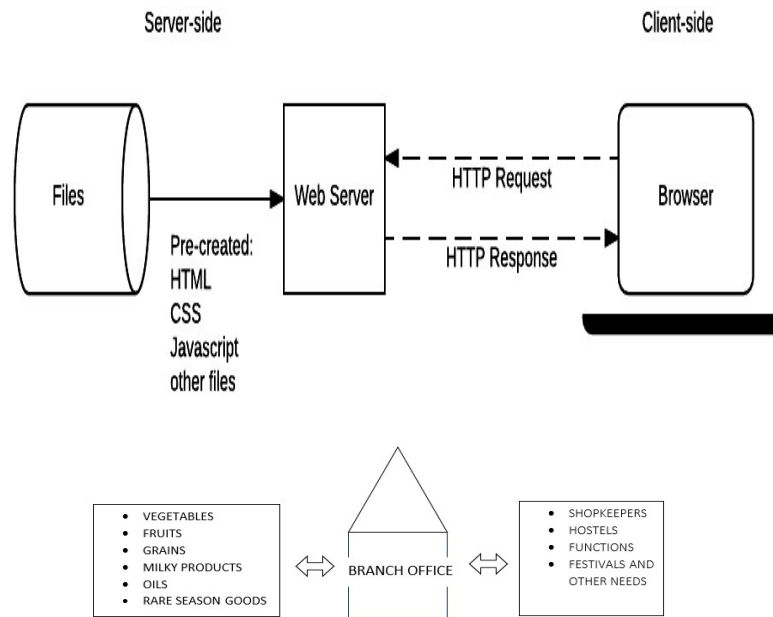 Server-side
Client-side
Files
Web Server
Browser
HTTP Request
HTTP Response
Pre-created:
HTML
CSS
Javascript
other files
• VEGETABLES
• FRUITS
• GRAINS
• MILKY PRODUCTS
• OILS
• RARE SEASON GOODS
BRANCH OFFICE
• SHOPKEEPERS
• HOSTELS
• FUNCTIONS
• FESTIVALS AND
OTHER NEEDS